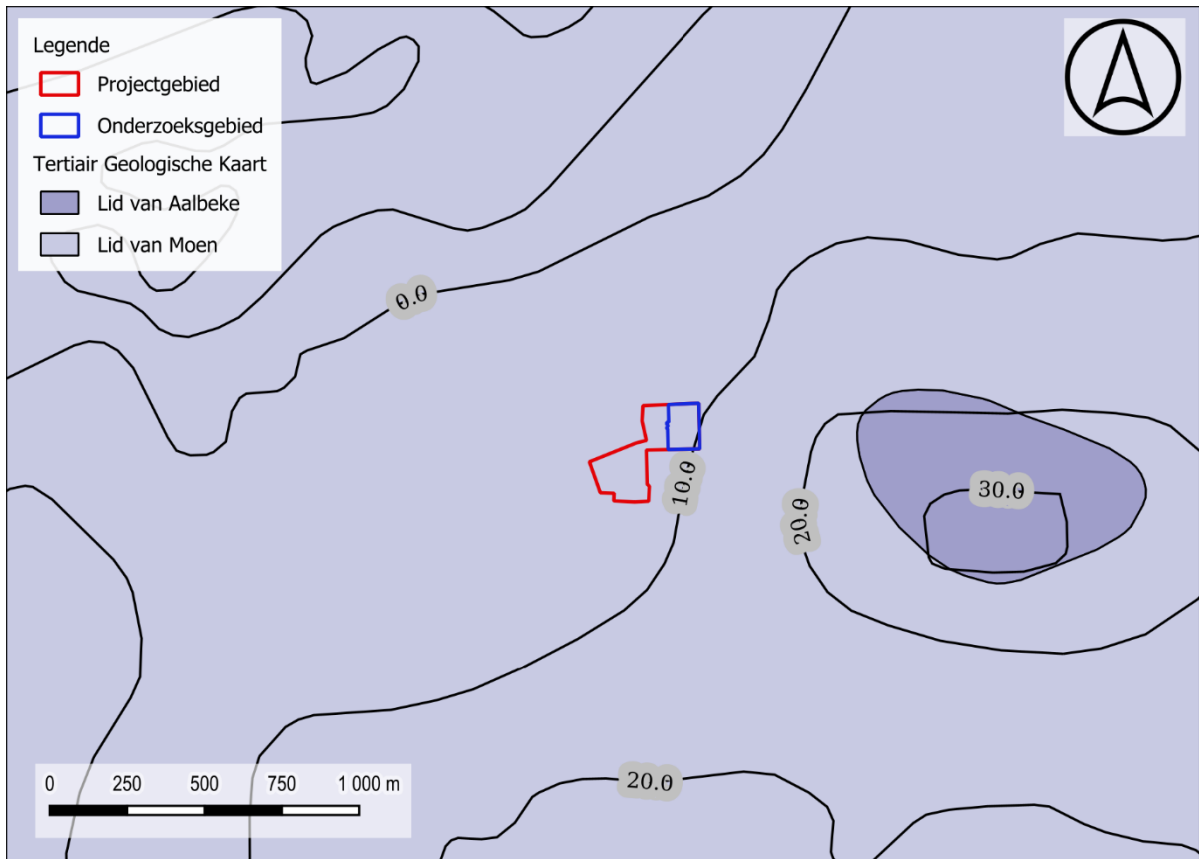 Legende
Projectgebied
Onderzoeksgebied
Tertiair Geologische Kaart
Lid van Aalbeke
Lid van Moen
0.0
10.0
20.0
30.0
20.0
0 250 500 750 1 000 m